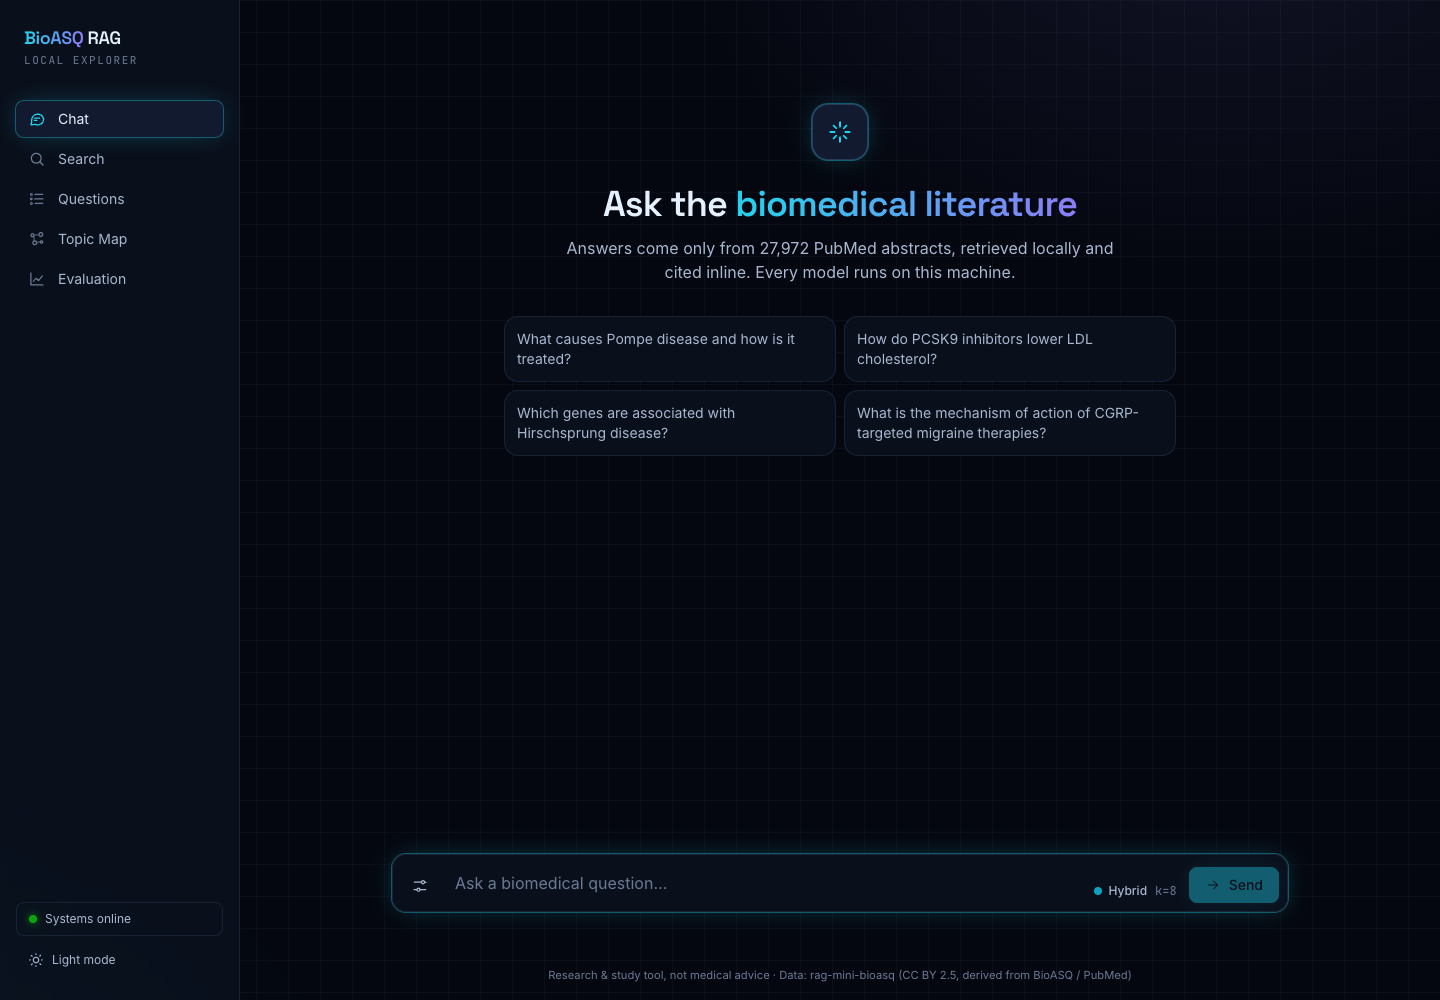 BioASQ RAG
LOCAL EXPLORER
Chat
Search
Questions
Topic Map
Evaluation
Systems online
Light mode
Ask the biomedical literature
Answers come only from 27,972 PubMed abstracts, retrieved locally and
cited inline. Every model runs on this machine.
What causes Pompe disease and how is it
treated?
How do PCSK9 inhibitors lower LDL
cholesterol?
Which genes are associated with
Hirschsprung disease?
What is the mechanism of action of CGRP-
targeted migraine therapies?
Ask a biomedical question...
Hybrid k=8
Send
Research & study tool, not medical advice · Data: rag-mini-bioasq (CC BY 2.5, derived from BioASQ / PubMed)